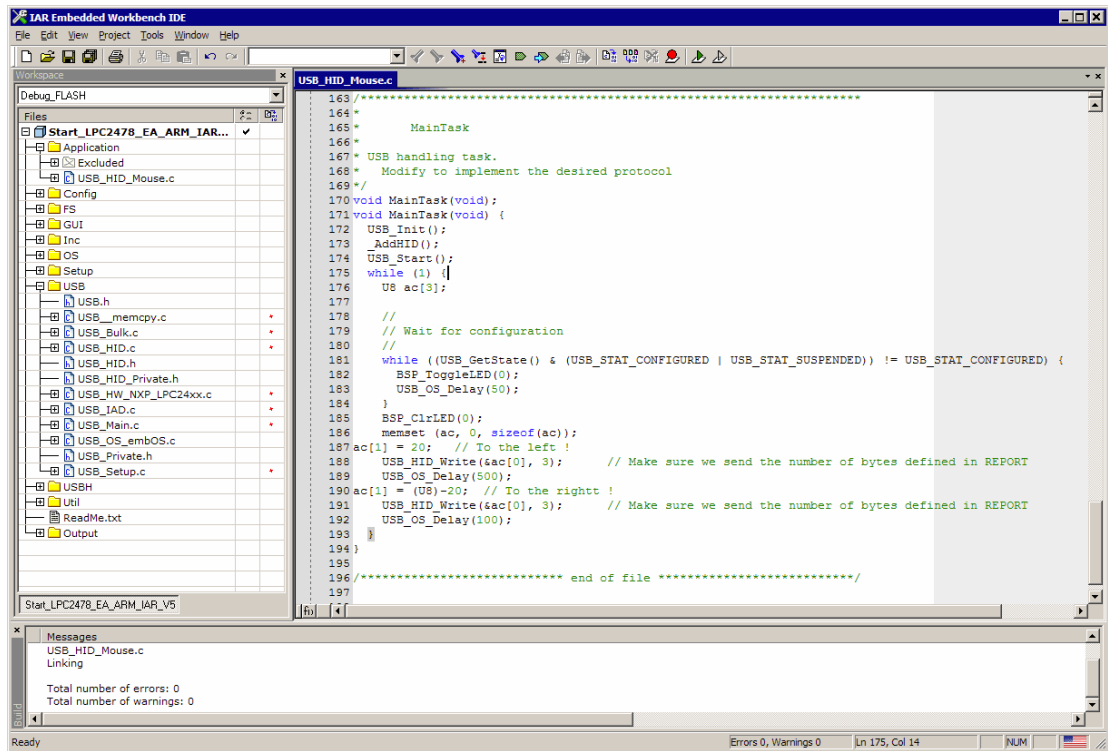 IAR Embedded Workbench IDE
File Edit View Project Tools Window Help
Workspace
Debug_FLASH
Files
Start_LPC2478_EA_ARM_IAR...
Application
Excluded
USB_HID_Mouse.c
Config
FS
GUI
Inc
OS
Setup
USB
USB.h
USB__memcpy.c
USB_Bulk.c
USB_HID.c
USB_HID.h
USB_HID_Private.h
USB_HW_NXP_LPC24xx.c
USB_IAD.c
USB_Main.c
USB_OS_embOS.c
USB_Private.h
USB_Setup.c
USBH
Util
ReadMe.txt
Output
Start_LPC2478_EA_ARM_IAR_V5
USB_HID_Mouse.c
163 /*********************************************************************
164 *
165 *       MainTask
166 *
167 * USB handling task.
168 *   Modify to implement the desired protocol
169 */
170 void MainTask(void);
171 void MainTask(void) {
172   USB_Init();
173   _AddHID();
174   USB_Start();
175   while (1) {
176     U8 ac[3];
177
178     //
179     // Wait for configuration
180     //
181     while ((USB_GetState() & (USB_STAT_CONFIGURED | USB_STAT_SUSPENDED)) != USB_STAT_CONFIGURED) {
182       BSP_ToggleLED(0);
183       USB_OS_Delay(50);
184     }
185     BSP_ClrLED(0);
186     memset (ac, 0, sizeof(ac));
187 ac[1] = 20;   // To the left !
188     USB_HID_Write(&ac[0], 3);      // Make sure we send the number of bytes defined in REPORT
189     USB_OS_Delay(500);
190 ac[1] = (U8)-20;  // To the rightt !
191     USB_HID_Write(&ac[0], 3);      // Make sure we send the number of bytes defined in REPORT
192     USB_OS_Delay(100);
193   }
194 }
195
196 /**************************** end of file ***************************/
197
f()
Messages
USB_HID_Mouse.c
Linking
Total number of errors: 0
Total number of warnings: 0
Build
Ready
Errors 0, Warnings 0
Ln 175, Col 14
NUM